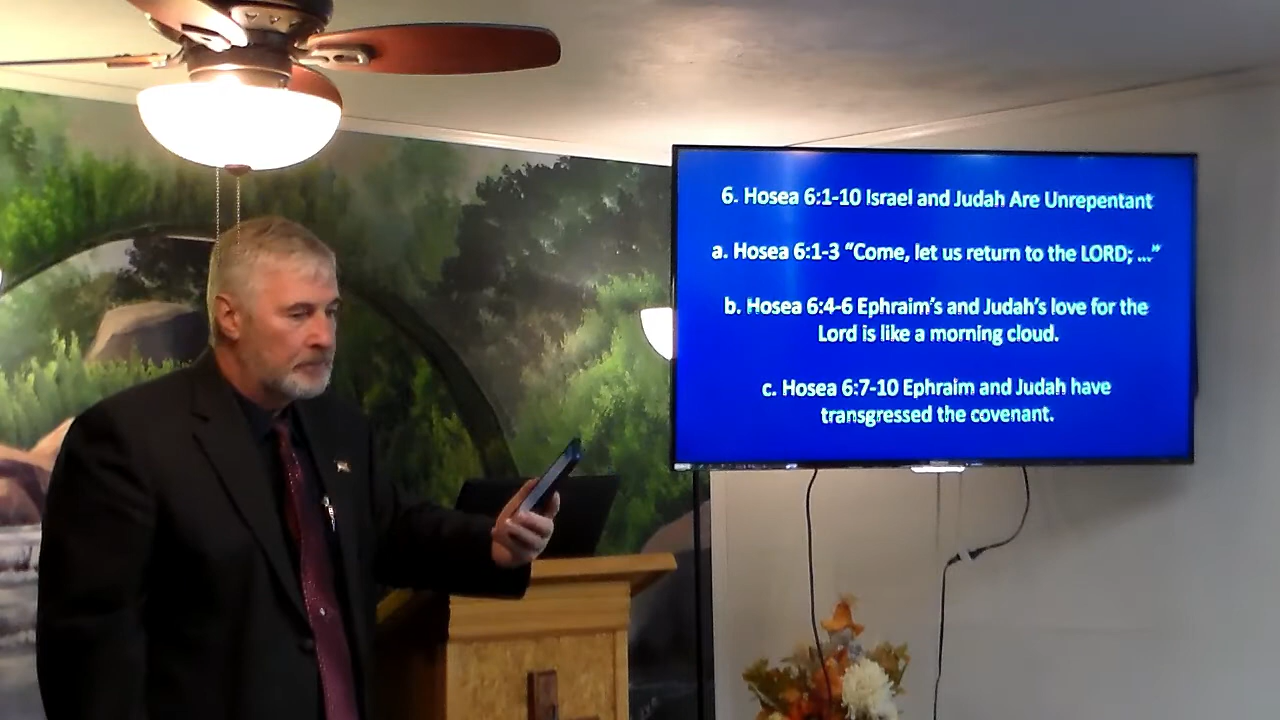 6. Hosea 6:1-10 Israel and Judah Are Unrepentant
a. Hosea 6:1-3 “Come, let us return to the LORD; ...”
b. Hosea 6:4-6 Ephraim’s and Judah’s love for the
Lord is like a morning cloud.
c. Hosea 6:7-10 Ephraim and Judah have
transgressed the covenant.